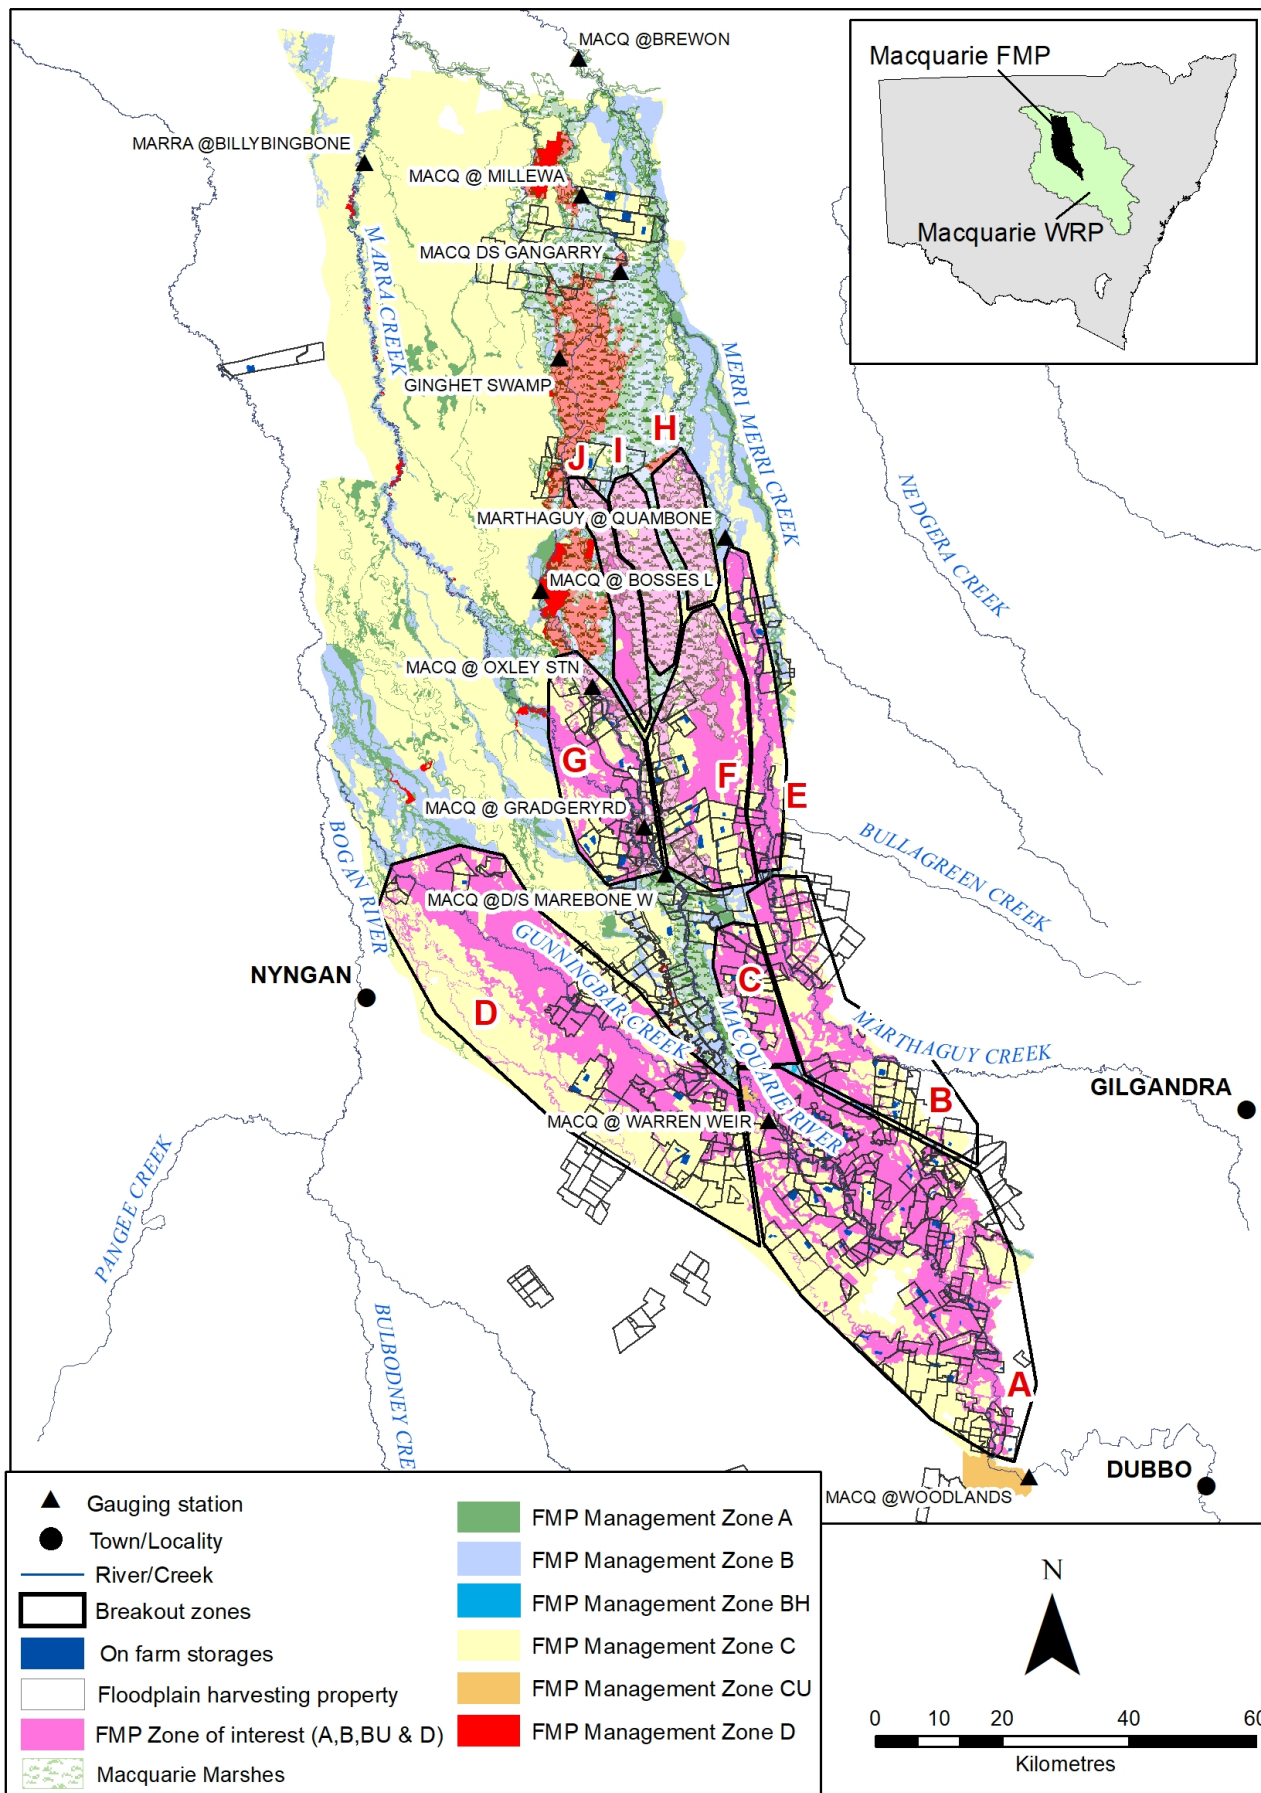 MACQ @BREWON
Macquarie FMP
MARRA @BILLYBINGBONE
MACQ @ MILLEWA
Macquarie WRP
MARRA CREEK
MACQ DS GANGARRY
GINGHET SWAMP
MERRI MERRI CREEK
H
I
J
NEDGERA CREEK
MARTHAGUY @ QUAMBONE
MACQ @ BOSSES L
MACQ @ OXLEY STN
G
F
E
MACQ @ GRADGERYRD
BOGAN RIVER
BULLAGREEN CREEK
MACQ @D/S MAREBONE W
GUNNINGBAR CREEK
NYNGAN
C
D
MACQUARIE RIVER
MARTHAGUY CREEK
GILGANDRA
B
MACQ @ WARREN WEIR
PANGEE CREEK
BULBODNEY CRE
A
DUBBO
MACQ @WOODLANDS
Gauging station
Town/Locality
River/Creek
Breakout zones
On farm storages
Floodplain harvesting property
FMP Zone of interest (A,B,BU & D)
Macquarie Marshes
FMP Management Zone A
FMP Management Zone B
FMP Management Zone BH
FMP Management Zone C
FMP Management Zone CU
FMP Management Zone D
N
0 10 20 40 60
Kilometres